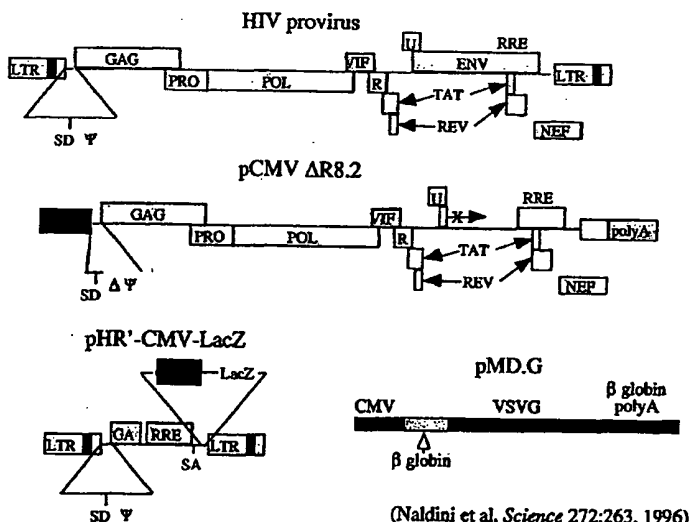 HIV provirus
LTR GAG PRO POL VIF R U ENV RRE LTR
TAT
REV
NEF
SD Ψ
pCMV ΔR8.2
GAG PRO POL VIF R U X RRE polyA
TAT
REV
NEF
SD Δ Ψ
pHR'-CMV-LacZ
LacZ
LTR GA RRE SA LTR
SD Ψ
pMD.G
CMV VSVG β globin polyA
β globin
(Naldini et al, Science 272:263, 1996)